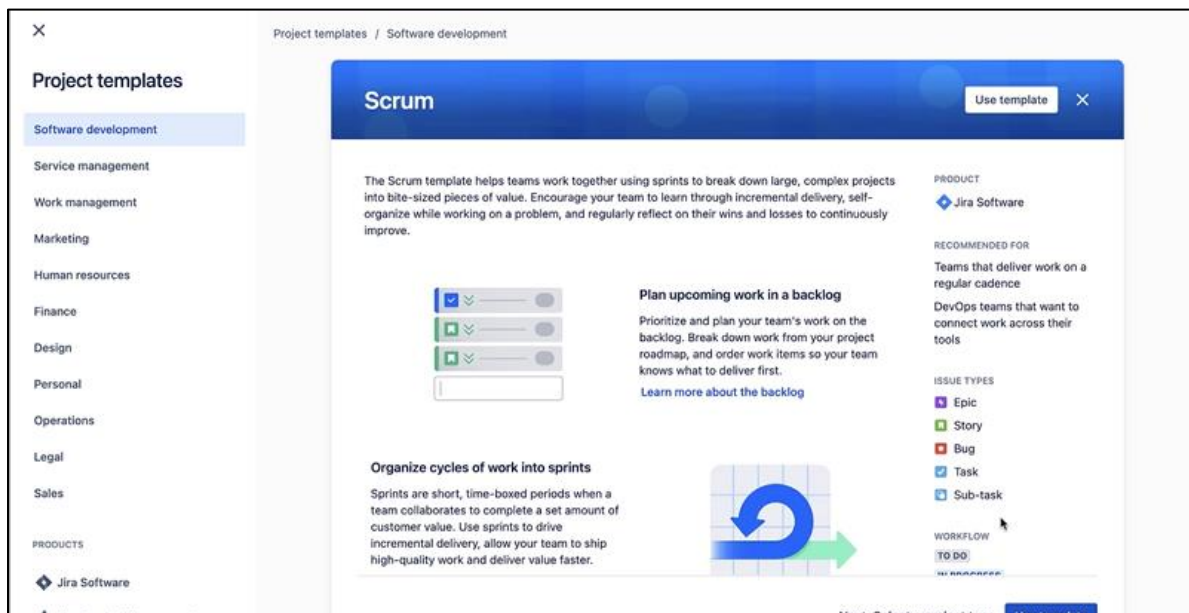 Project templates / Software development
Project templates
Software development
Service management
Work management
Marketing
Human resources
Finance
Design
Personal
Operations
Legal
Sales
PRODUCTS
Jira Software
Scrum
Use template
The Scrum template helps teams work together using sprints to break down large, complex projects
into bite-sized pieces of value. Encourage your team to learn through incremental delivery, self-
organize while working on a problem, and regularly reflect on their wins and losses to continuously
improve.
Plan upcoming work in a backlog
Prioritize and plan your team's work on the
backlog. Break down work from your project
roadmap, and order work items so your team
knows what to deliver first.
Learn more about the backlog
Organize cycles of work into sprints
Sprints are short, time-boxed periods when a
team collaborates to complete a set amount of
customer value. Use sprints to drive
incremental delivery, allow your team to ship
high-quality work and deliver value faster.
PRODUCT
Jira Software
RECOMMENDED FOR
Teams that deliver work on a
regular cadence
DevOps teams that want to
connect work across their
tools
ISSUE TYPES
Epic
Story
Bug
Task
Sub-task
WORKFLOW
TO DO
IN PROGRESS